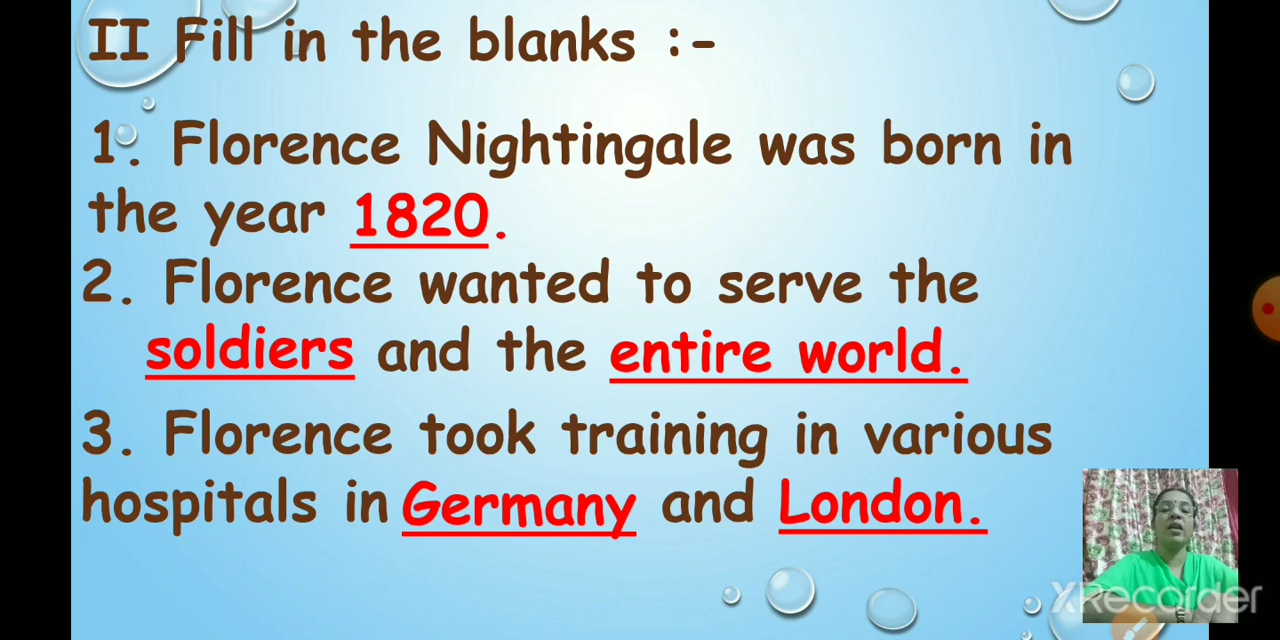 II Fill in the blanks :-
1. Florence Nightingale was born in
the year 1820.
2. Florence wanted to serve the
soldiers and the entire world.
3. Florence took training in various
hospitals in Germany and London.
XRecorder